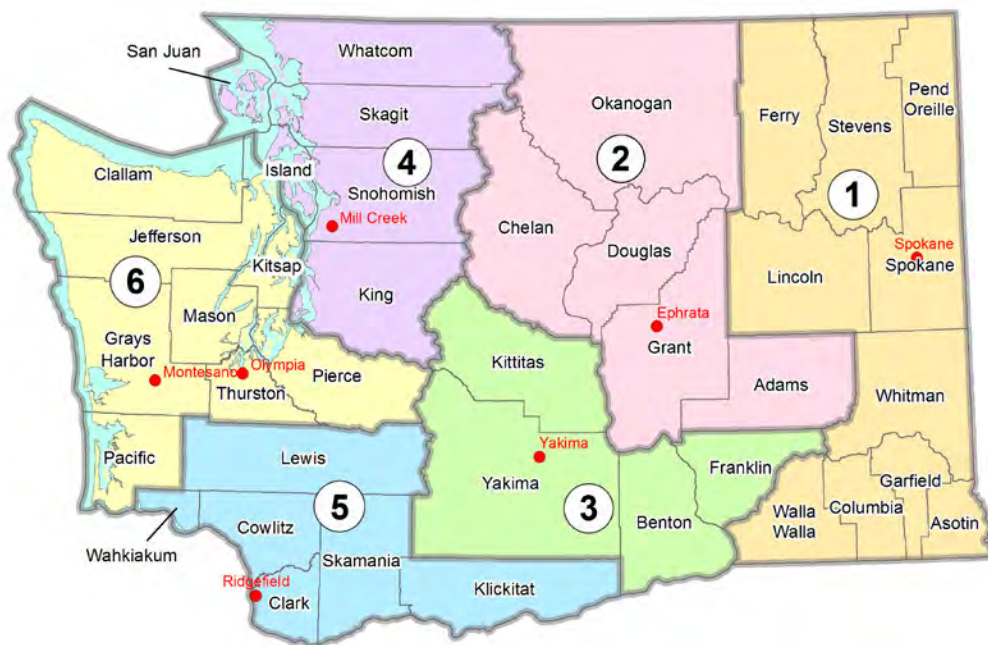 San Juan
Whatcom
Skagit
Island
4
Snohomish
Mill Creek
King
Okanogan
2
Chelan
Douglas
Ephrata
Grant
Adams
Ferry
Stevens
Pend
Oreille
1
Lincoln
Spokane
Spokane
Whitman
Garfield
Walla
Walla
Columbia
Asotin
Clallam
Jefferson
6
Kitsap
Mason
Grays
Harbor
Montesano
Olympia
Thurston
Pierce
Pacific
Kittitas
Yakima
Yakima
3
Benton
Franklin
Lewis
5
Cowlitz
Wahkiakum
Skamania
Ridgefield
Clark
Klickitat